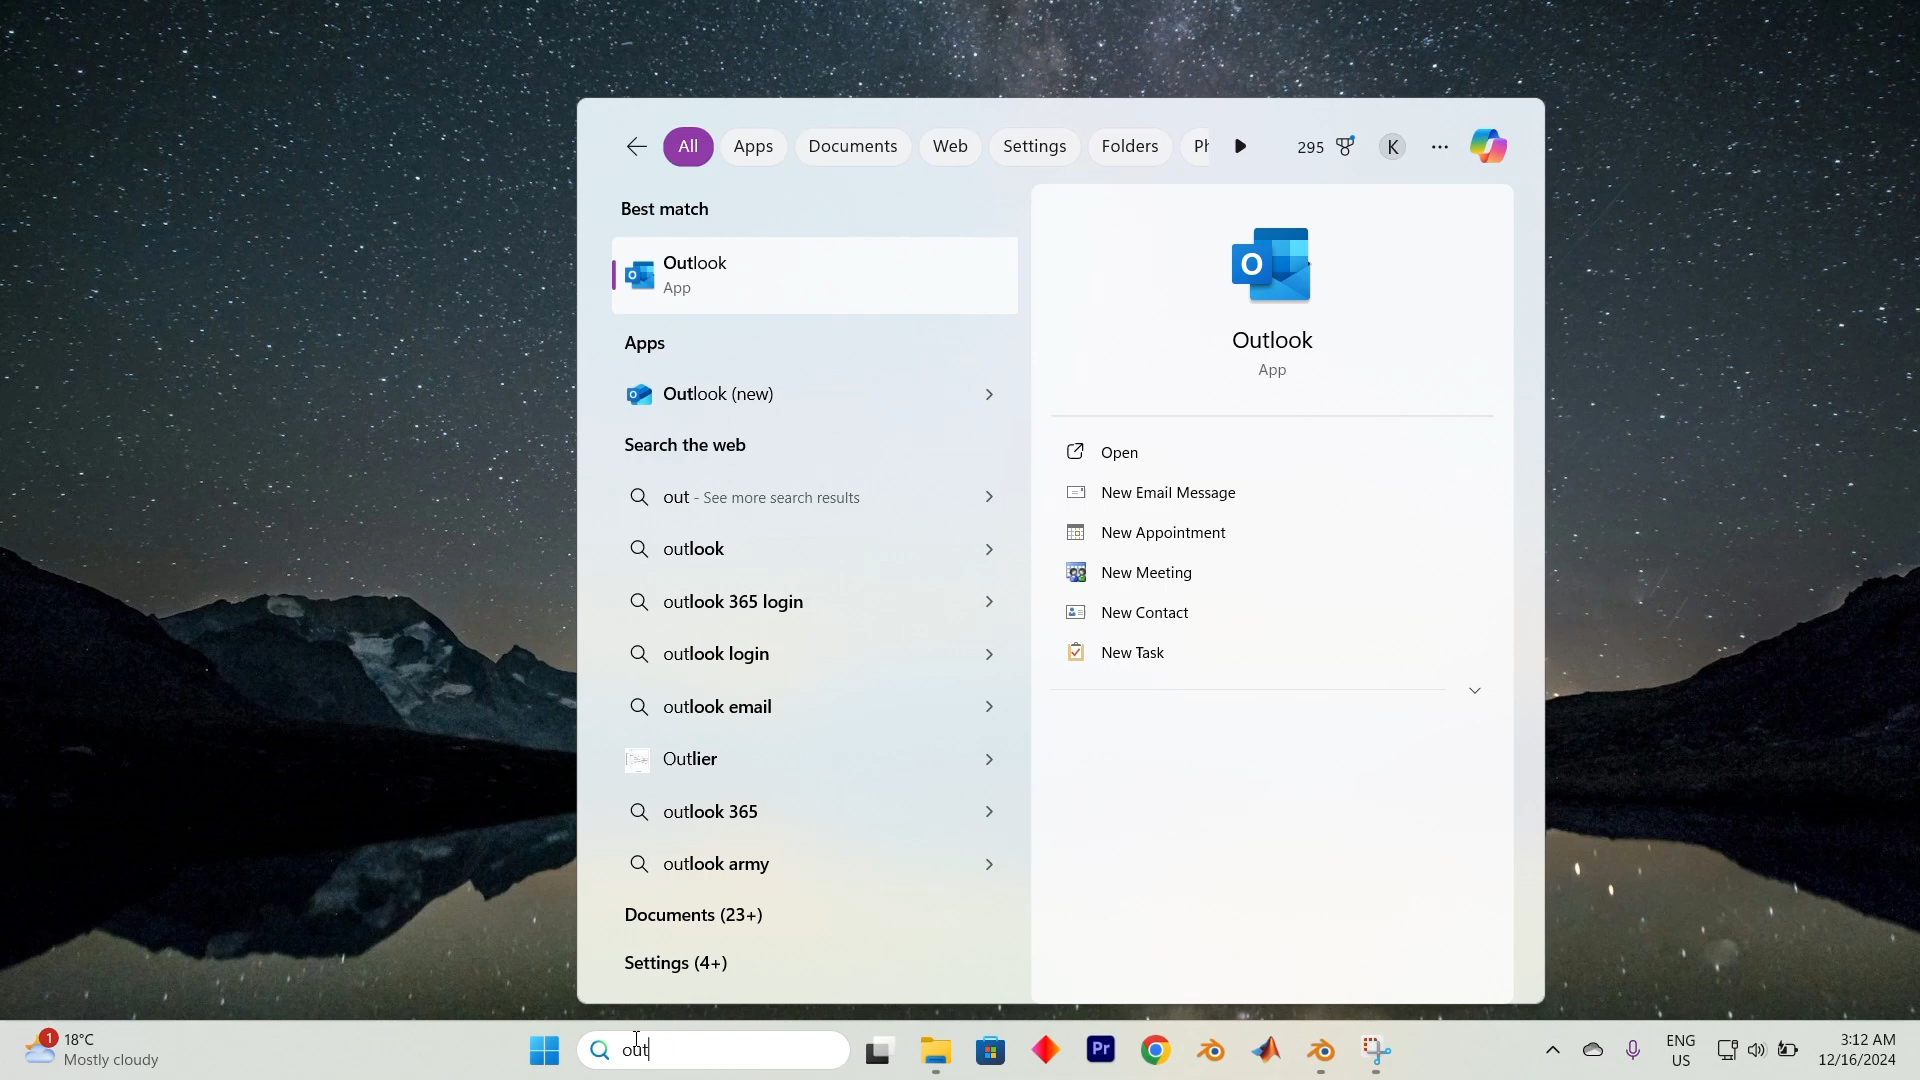 All
Apps
Documents
Web
Settings
Folders
295
K
Best match
Outlook
App
Apps
Outlook (new)
Search the web
out - See more search results
outlook
outlook 365 login
outlook login
outlook email
Outlier
outlook 365
outlook army
Documents (23+)
Settings (4+)
Outlook
App
Open
New Email Message
New Appointment
New Meeting
New Contact
New Task
1
18°C
Mostly cloudy
out
Pr
ENG
US
3:12 AM
12/16/2024